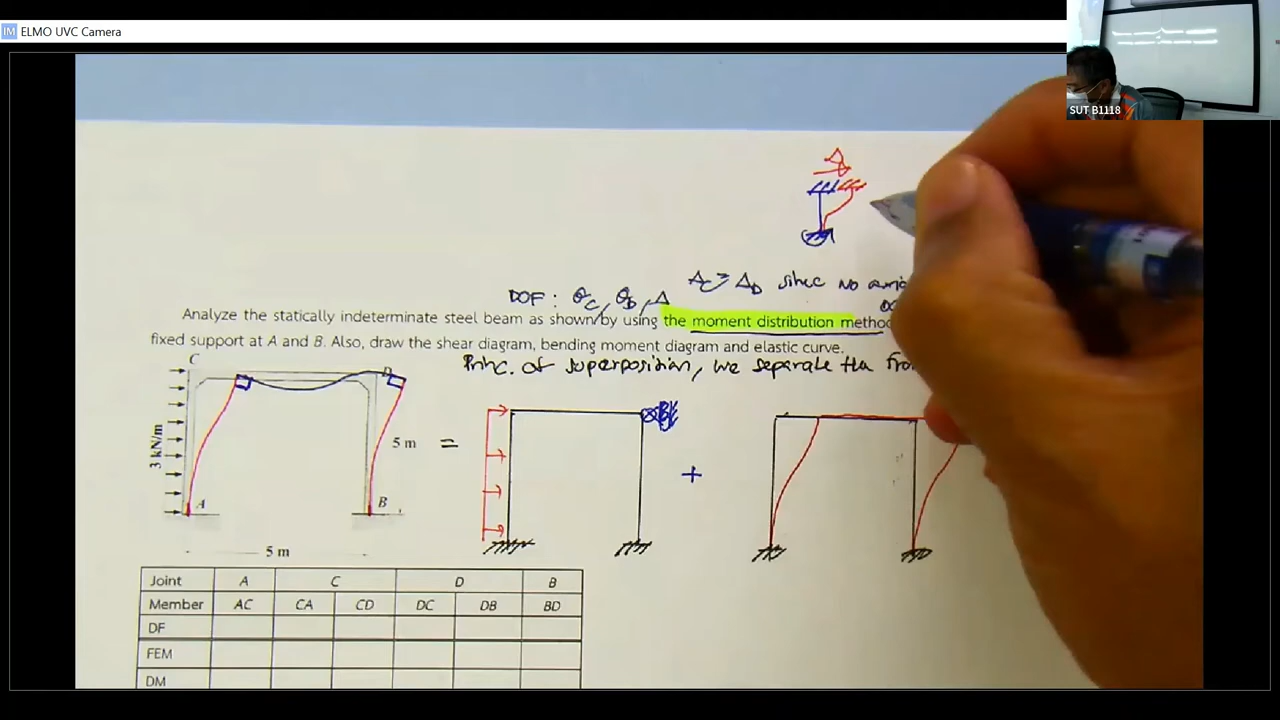 ELMO UVC Camera
SUT B1118
Δ
DOF : θC, θD, Δ
ΔC = ΔD since No
Analyze the statically indeterminate steel beam as shown by using the moment distribution
fixed support at A and B. Also, draw the shear diagram, bending moment diagram and elastic curve.
Princ. of superposition, we separate the
C
D
3 kN/m
5 m
=
+
A
B
5 m
Joint A C D B
Member AC CA CD DC DB BD
DF
FEM
DM